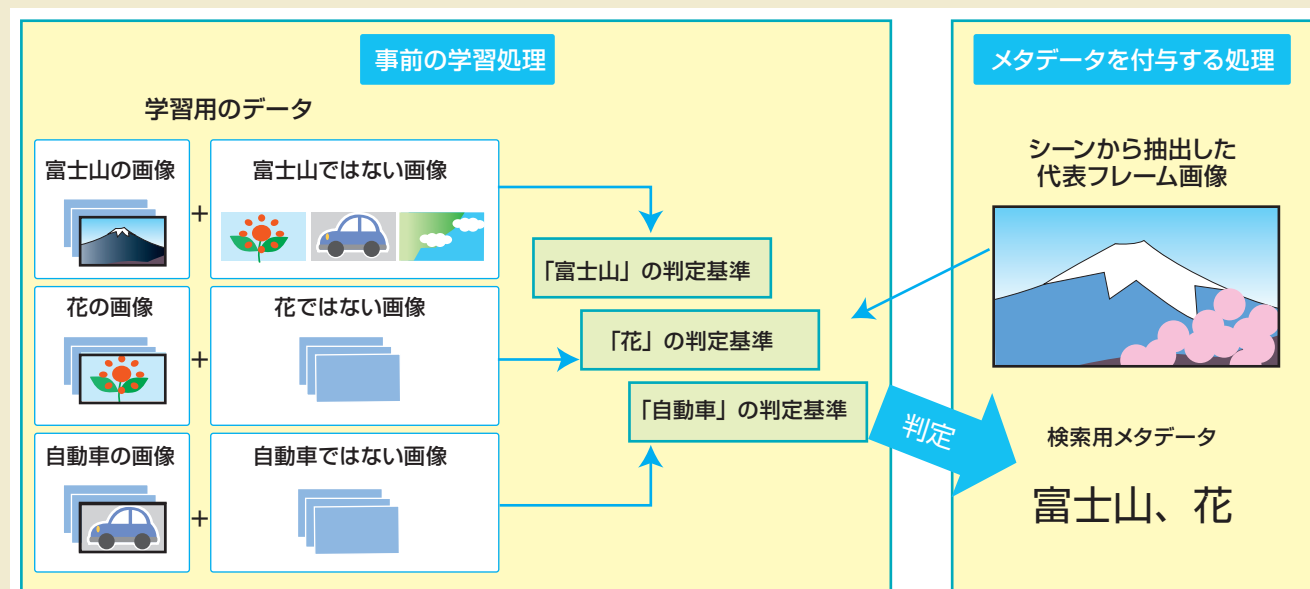 事前の学習処理
学習用のデータ
富士山の画像
+
富士山ではない画像
「富士山」の判定基準
花の画像
+
花ではない画像
「花」の判定基準
自動車の画像
+
自動車ではない画像
「自動車」の判定基準
判定
メタデータを付与する処理
シーンから抽出した
代表フレーム画像
検索用メタデータ
富士山、花